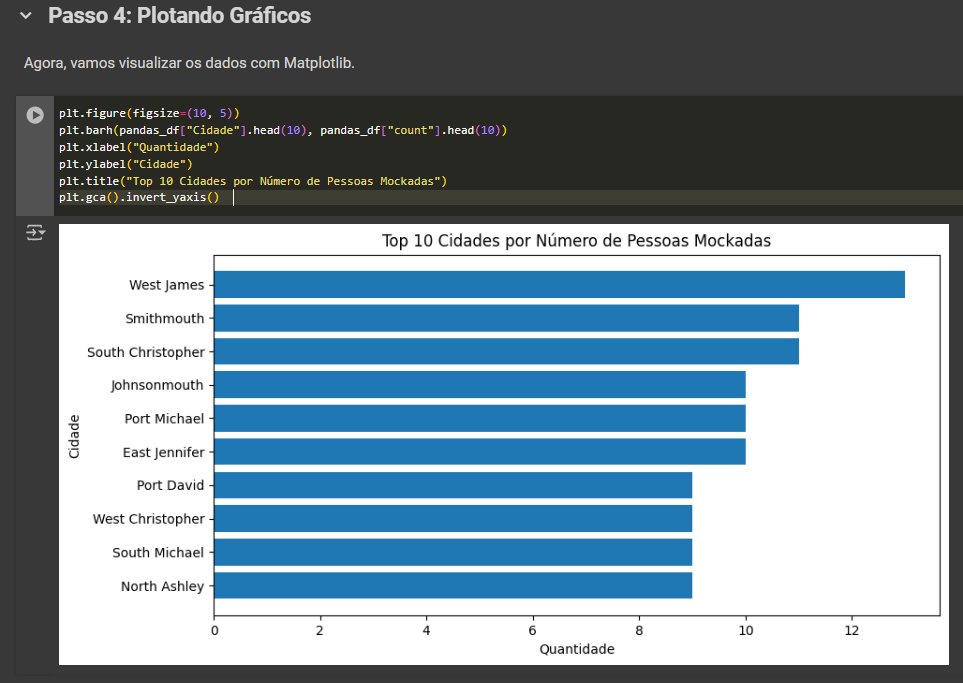 Passo 4: Plotando Gráficos
Agora, vamos visualizar os dados com Matplotlib.
plt.figure(figsize=(10, 5))
plt.barh(pandas_df["Cidade"].head(10), pandas_df["count"].head(10))
plt.xlabel("Quantidade")
plt.ylabel("Cidade")
plt.title("Top 10 Cidades por Número de Pessoas Mockadas")
plt.gca().invert_yaxis()
Top 10 Cidades por Número de Pessoas Mockadas
West James
Smithmouth
South Christopher
Johnsonmouth
Port Michael
East Jennifer
Port David
West Christopher
South Michael
North Ashley
Cidade
0 2 4 6 8 10 12
Quantidade